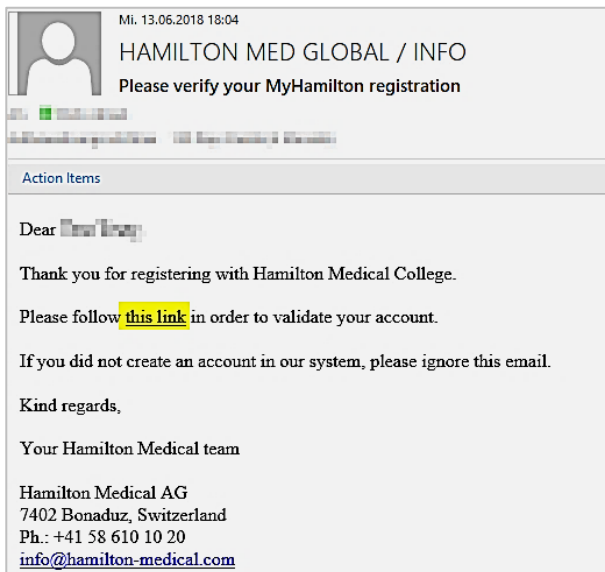 Mi. 13.06.2018 18:04
HAMILTON MED GLOBAL / INFO
Please verify your MyHamilton registration
Action Items
Dear
Thank you for registering with Hamilton Medical College.
Please follow this link in order to validate your account.
If you did not create an account in our system, please ignore this email.
Kind regards,
Your Hamilton Medical team
Hamilton Medical AG
7402 Bonaduz, Switzerland
Ph.: +41 58 610 10 20
info@hamilton-medical.com